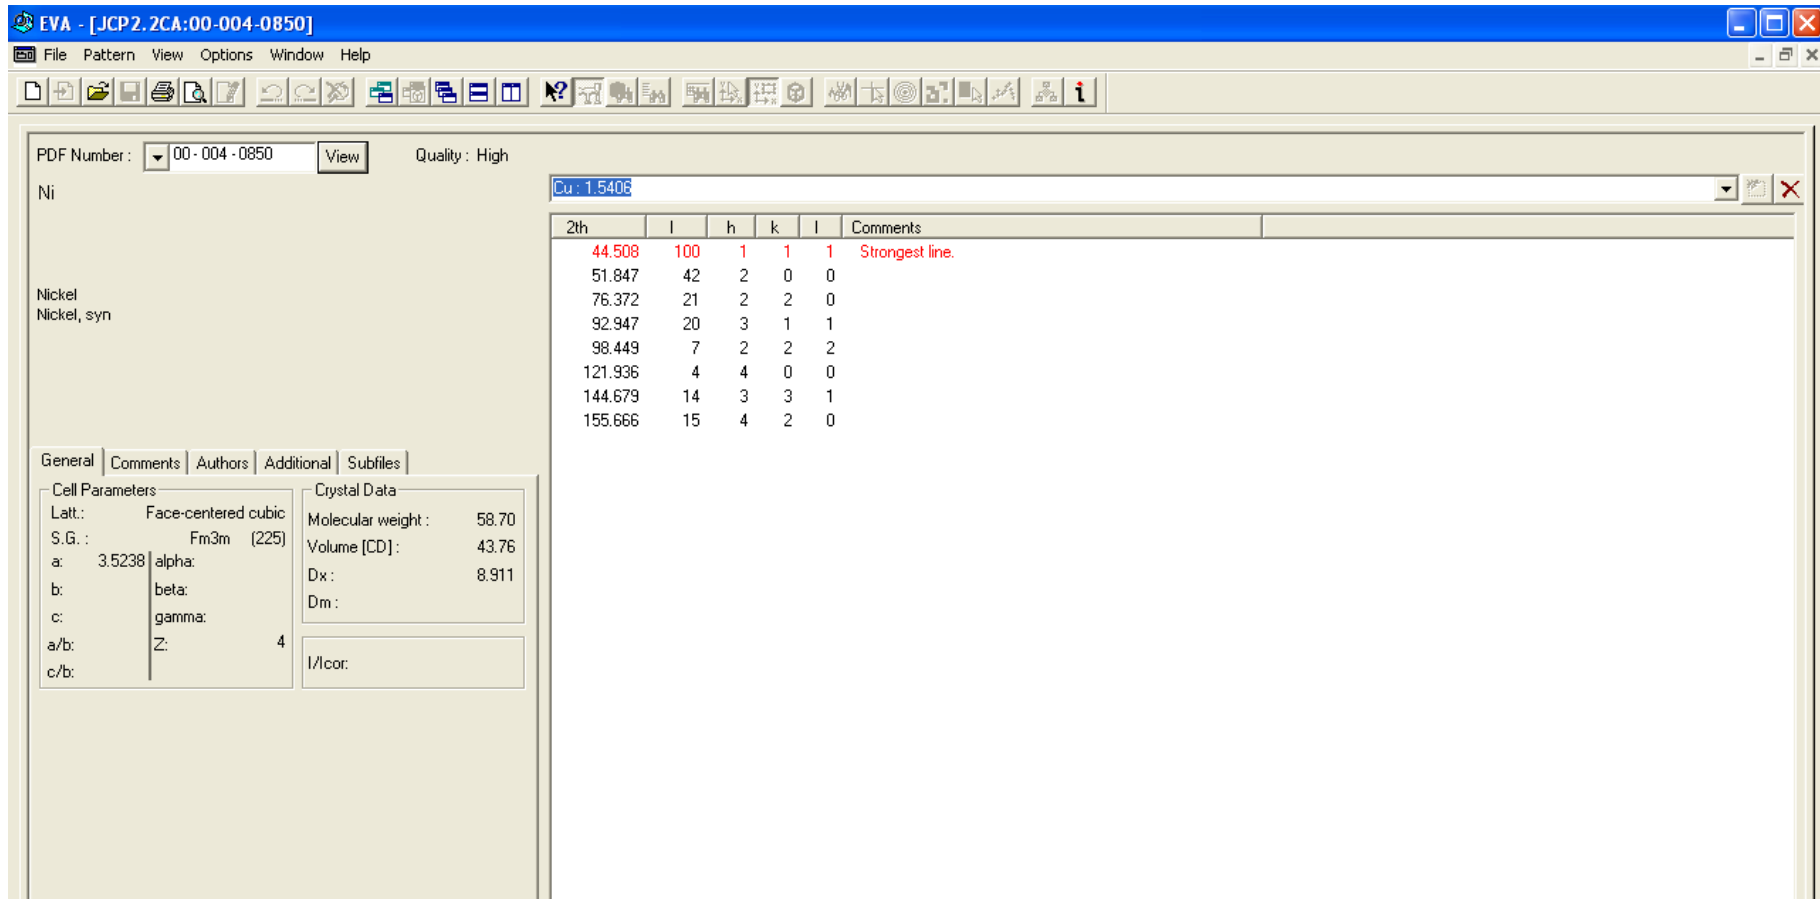 EVA - [JCP2.2CA:00-004-0850]
File Pattern View Options Window Help
PDF Number : 00 - 004 - 0850 View Quality : High
Ni
Cu : 1.5406
Nickel
Nickel, syn
2th I h k l Comments
44.508 100 1 1 1 Strongest line.
51.847 42 2 0 0
76.372 21 2 2 0
92.947 20 3 1 1
98.449 7 2 2 2
121.936 4 4 0 0
144.679 14 3 3 1
155.666 15 4 2 0
General Comments Authors Additional Subfiles
Cell Parameters
Latt.: Face-centered cubic
S.G. : Fm3m (225)
a: 3.5238 alpha:
b: beta:
c: gamma:
a/b: Z: 4
c/b:
Crystal Data
Molecular weight : 58.70
Volume [CD] : 43.76
Dx : 8.911
Dm :
I/Icor: